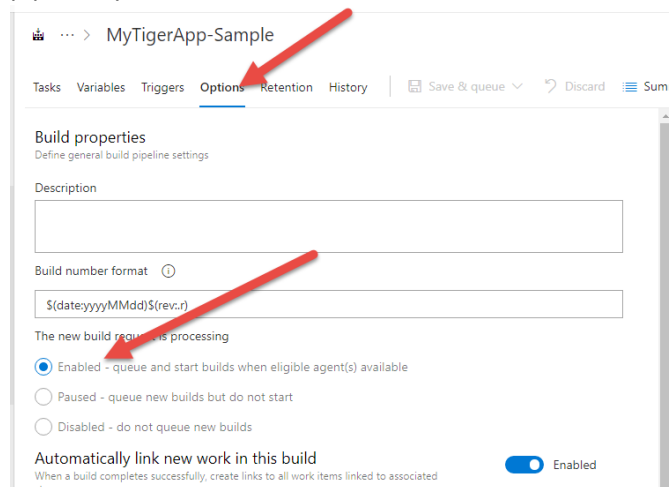 ··· > MyTigerApp-Sample
Tasks Variables Triggers Options Retention History Save & queue Discard Sum
Build properties
Define general build pipeline settings
Description
Build number format
$(date:yyyyMMdd)$(rev:.r)
The new build request is processing
Enabled - queue and start builds when eligible agent(s) available
Paused - queue new builds but do not start
Disabled - do not queue new builds
Automatically link new work in this build
Enabled
When a build completes successfully, create links to all work items linked to associated